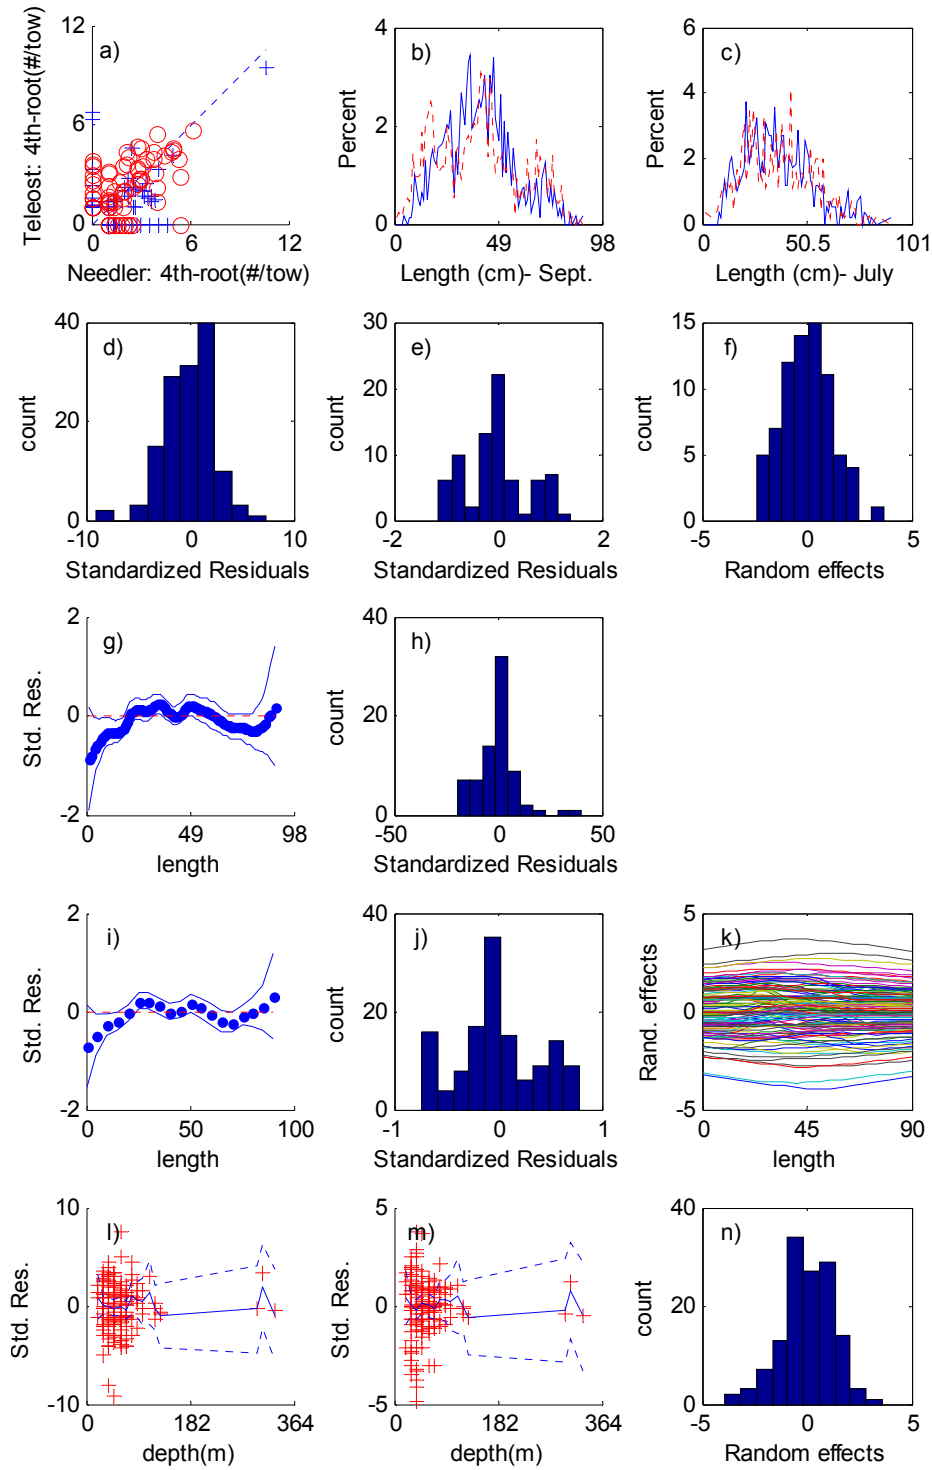 12
6
0
0
6
12
Teleost: 4th-root(#/tow)
Needler: 4th-root(#/tow)
a)
4
2
0
0
49
98
Percent
Length (cm)- Sept.
b)
6
4
2
0
0
50.5
101
Percent
Length (cm)- July
c)
40
20
0
-10
0
10
count
Standardized Residuals
d)
30
20
10
0
-2
0
2
count
Standardized Residuals
e)
15
10
5
0
-5
0
5
count
Random effects
f)
2
0
-2
0
49
98
Std. Res.
length
g)
40
20
0
-50
0
50
count
Standardized Residuals
h)
2
0
-2
0
50
100
Std. Res.
length
i)
40
20
0
-1
0
1
count
Standardized Residuals
j)
5
0
-5
0
45
90
Rand. effects
length
k)
10
0
-10
0
182
364
Std. Res.
depth(m)
l)
5
0
-5
0
182
364
Std. Res.
depth(m)
m)
40
20
0
-5
0
5
count
Random effects
n)